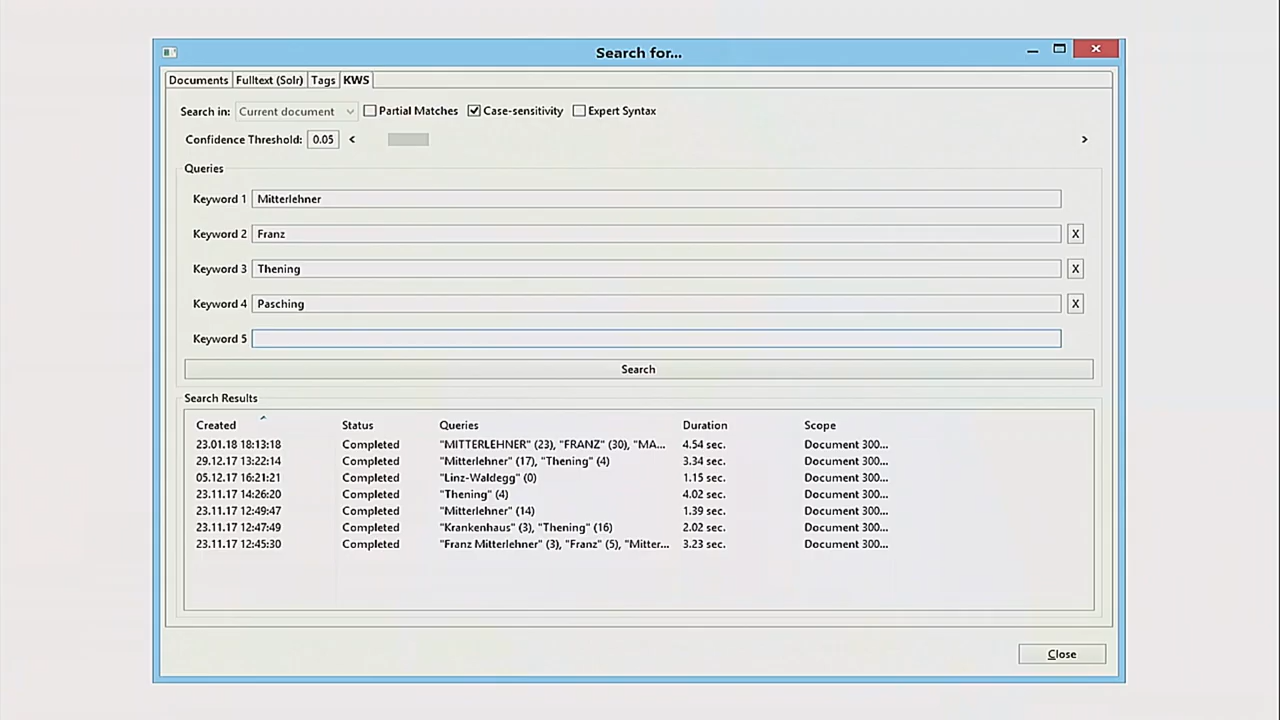 Search for...
Documents Fulltext (Solr) Tags KWS
Search in: Current document Partial Matches Case-sensitivity Expert Syntax
Confidence Threshold: 0.05 < >
Queries
Keyword 1 Mitterlehner
Keyword 2 Franz X
Keyword 3 Thening X
Keyword 4 Pasching X
Keyword 5
Search
Search Results
Created Status Queries Duration Scope
23.01.18 18:13:18 Completed "MITTERLEHNER" (23), "FRANZ" (30), "MA... 4.54 sec. Document 300...
29.12.17 13:22:14 Completed "Mitterlehner" (17), "Thening" (4) 3.34 sec. Document 300...
05.12.17 16:21:21 Completed "Linz-Waldegg" (0) 1.15 sec. Document 300...
23.11.17 14:26:20 Completed "Thening" (4) 4.02 sec. Document 300...
23.11.17 12:49:47 Completed "Mitterlehner" (14) 1.39 sec. Document 300...
23.11.17 12:47:49 Completed "Krankenhaus" (3), "Thening" (16) 2.02 sec. Document 300...
23.11.17 12:45:30 Completed "Franz Mitterlehner" (3), "Franz" (5), "Mitter... 3.23 sec. Document 300...
Close